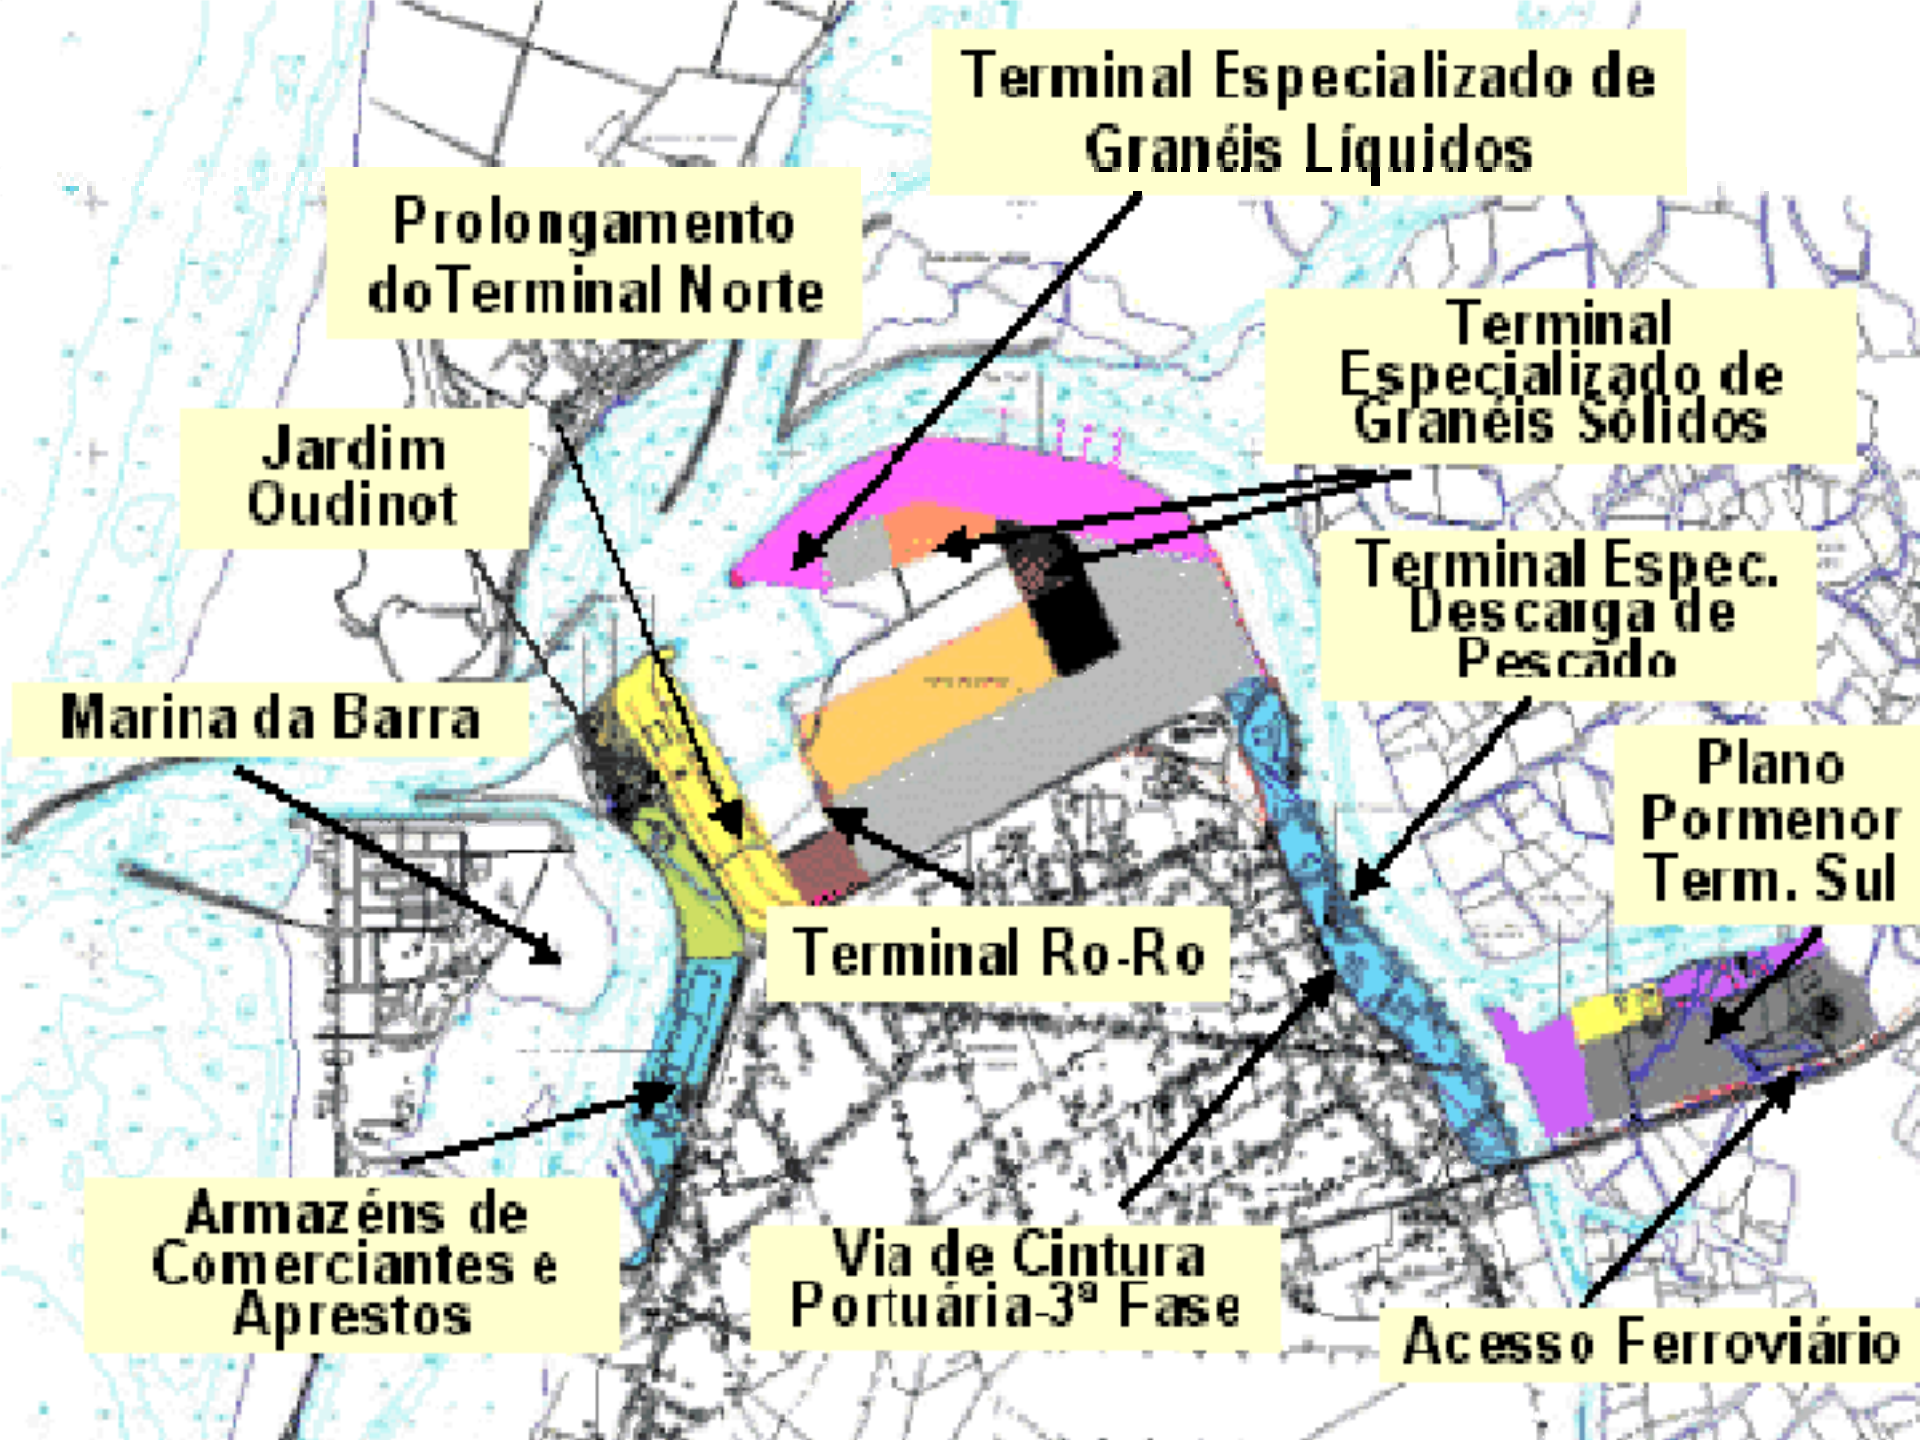 Terminal Especializado de
Granéis Líquidos
Prolongamento
doTerminal Norte
Terminal
Especializado de
Granéis Sólidos
Jardim
Oudinot
Terminal Espec.
Descarga de
Pescado
Marina da Barra
Plano
Pormenor
Term. Sul
Terminal Ro-Ro
Armazéns de
Comerciantes e
Aprestos
Via de Cintura
Portuária-3ª Fase
Acesso Ferroviário